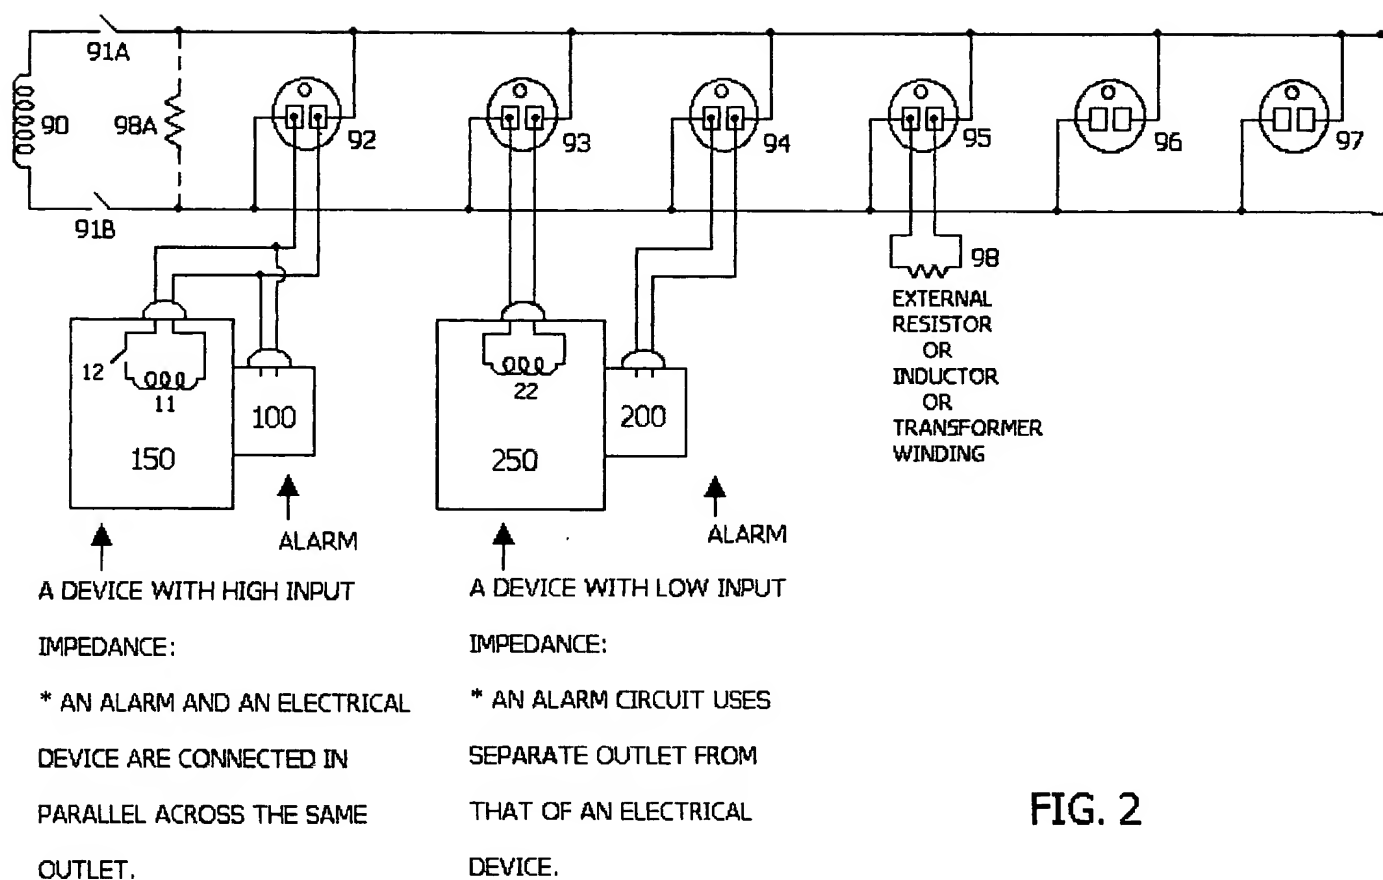 91A
90
98A
92
93
94
95
96
97
91B
98
EXTERNAL
RESISTOR
OR
INDUCTOR
OR
TRANSFORMER
WINDING
12
11
100
150
22
200
250
ALARM
ALARM
A DEVICE WITH HIGH INPUT
IMPEDANCE:
* AN ALARM AND AN ELECTRICAL
DEVICE ARE CONNECTED IN
PARALLEL ACROSS THE SAME
OUTLET.
A DEVICE WITH LOW INPUT
IMPEDANCE:
* AN ALARM CIRCUIT USES
SEPARATE OUTLET FROM
THAT OF AN ELECTRICAL
DEVICE.
FIG. 2